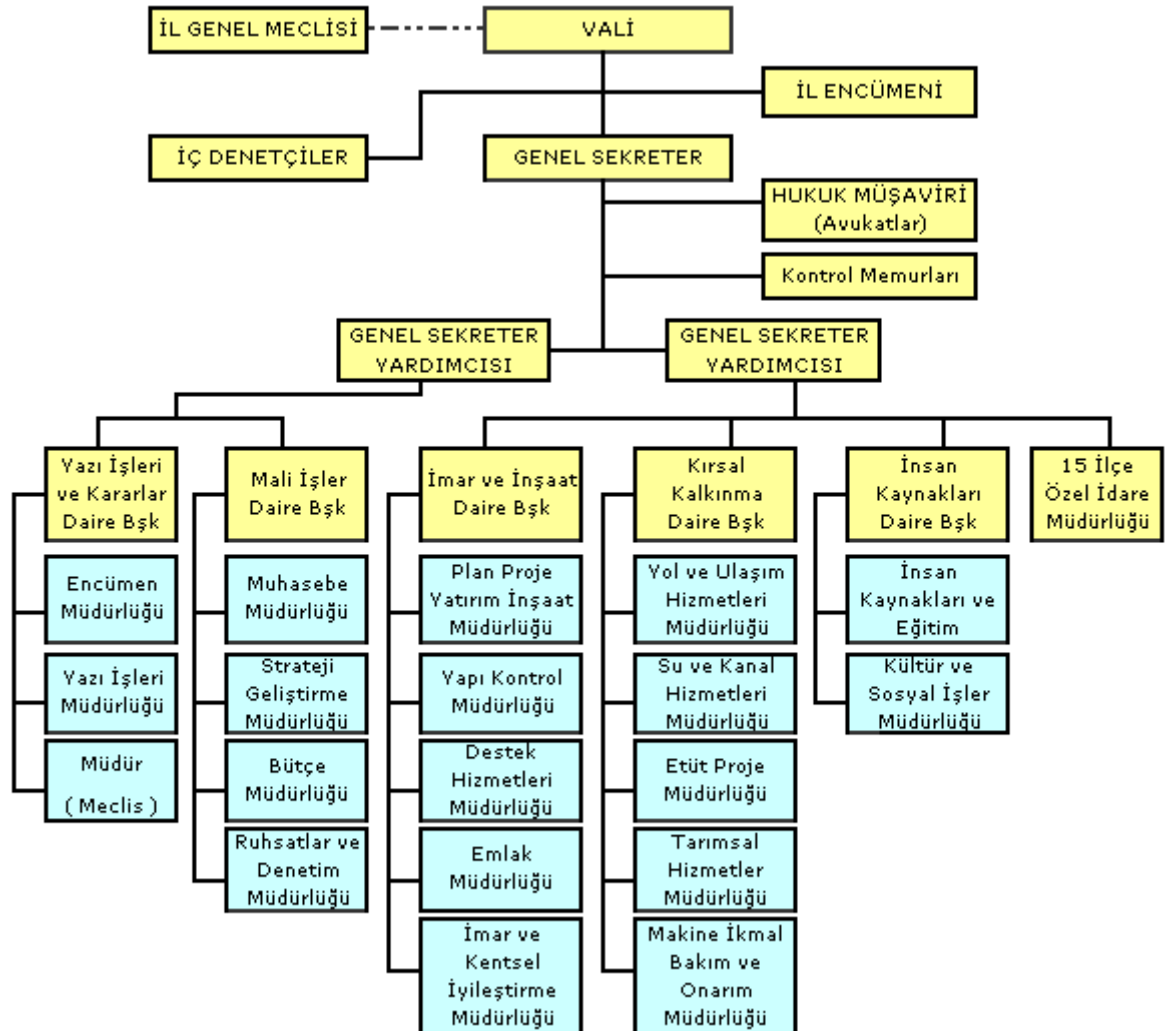 İL GENEL MECLİSİ
VALİ
İL ENCÜMENİ
İÇ DENETÇİLER
GENEL SEKRETER
HUKUK MÜŞAVİRİ
(Avukatlar)
Kontrol Memurları
GENEL SEKRETER
YARDIMCISI
GENEL SEKRETER
YARDIMCISI
Yazı İşleri
ve Kararlar
Daire Bşk
Mali İşler
Daire Bşk
İmar ve İnşaat
Daire Bşk
Kırsal
Kalkınma
Daire Bşk
İnsan
Kaynakları
Daire Bşk
15 İlçe
Özel İdare
Müdürlüğü
Encümen
Müdürlüğü
Muhasebe
Müdürlüğü
Plan Proje
Yatırım İnşaat
Müdürlüğü
Yol ve Ulaşım
Hizmetleri
Müdürlüğü
İnsan
Kaynakları ve
Eğitim
Yazı İşleri
Müdürlüğü
Strateji
Geliştirme
Müdürlüğü
Yapı Kontrol
Müdürlüğü
Su ve Kanal
Hizmetleri
Müdürlüğü
Kültür ve
Sosyal İşler
Müdürlüğü
Müdür
( Meclis )
Bütçe
Müdürlüğü
Destek
Hizmetleri
Müdürlüğü
Etüt Proje
Müdürlüğü
Ruhsatlar ve
Denetim
Müdürlüğü
Emlak
Müdürlüğü
Tarımsal
Hizmetler
Müdürlüğü
İmar ve
Kentsel
İyileştirme
Müdürlüğü
Makine İkmal
Bakım ve
Onarım
Müdürlüğü